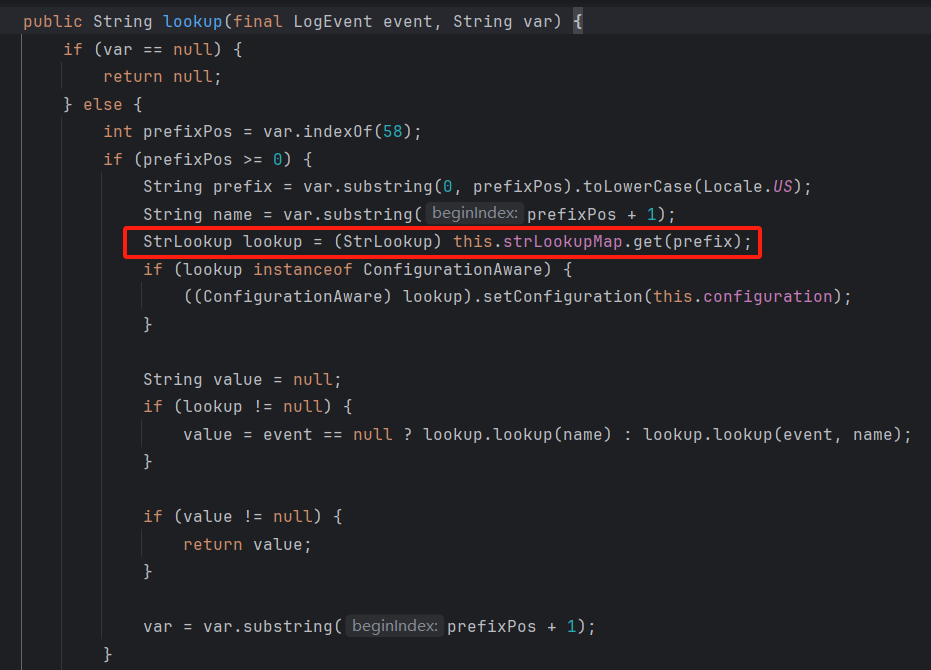 public String lookup(final LogEvent event, String var) {
if (var == null) {
return null;
} else {
int prefixPos = var.indexOf(58);
if (prefixPos >= 0) {
String prefix = var.substring(0, prefixPos).toLowerCase(Locale.US);
String name = var.substring( beginIndex: prefixPos + 1);
StrLookup lookup = (StrLookup) this.strLookupMap.get(prefix);
if (lookup instanceof ConfigurationAware) {
((ConfigurationAware) lookup).setConfiguration(this.configuration);
}
String value = null;
if (lookup != null) {
value = event == null ? lookup.lookup(name) : lookup.lookup(event, name);
}
if (value != null) {
return value;
}
var = var.substring( beginIndex: prefixPos + 1);
}